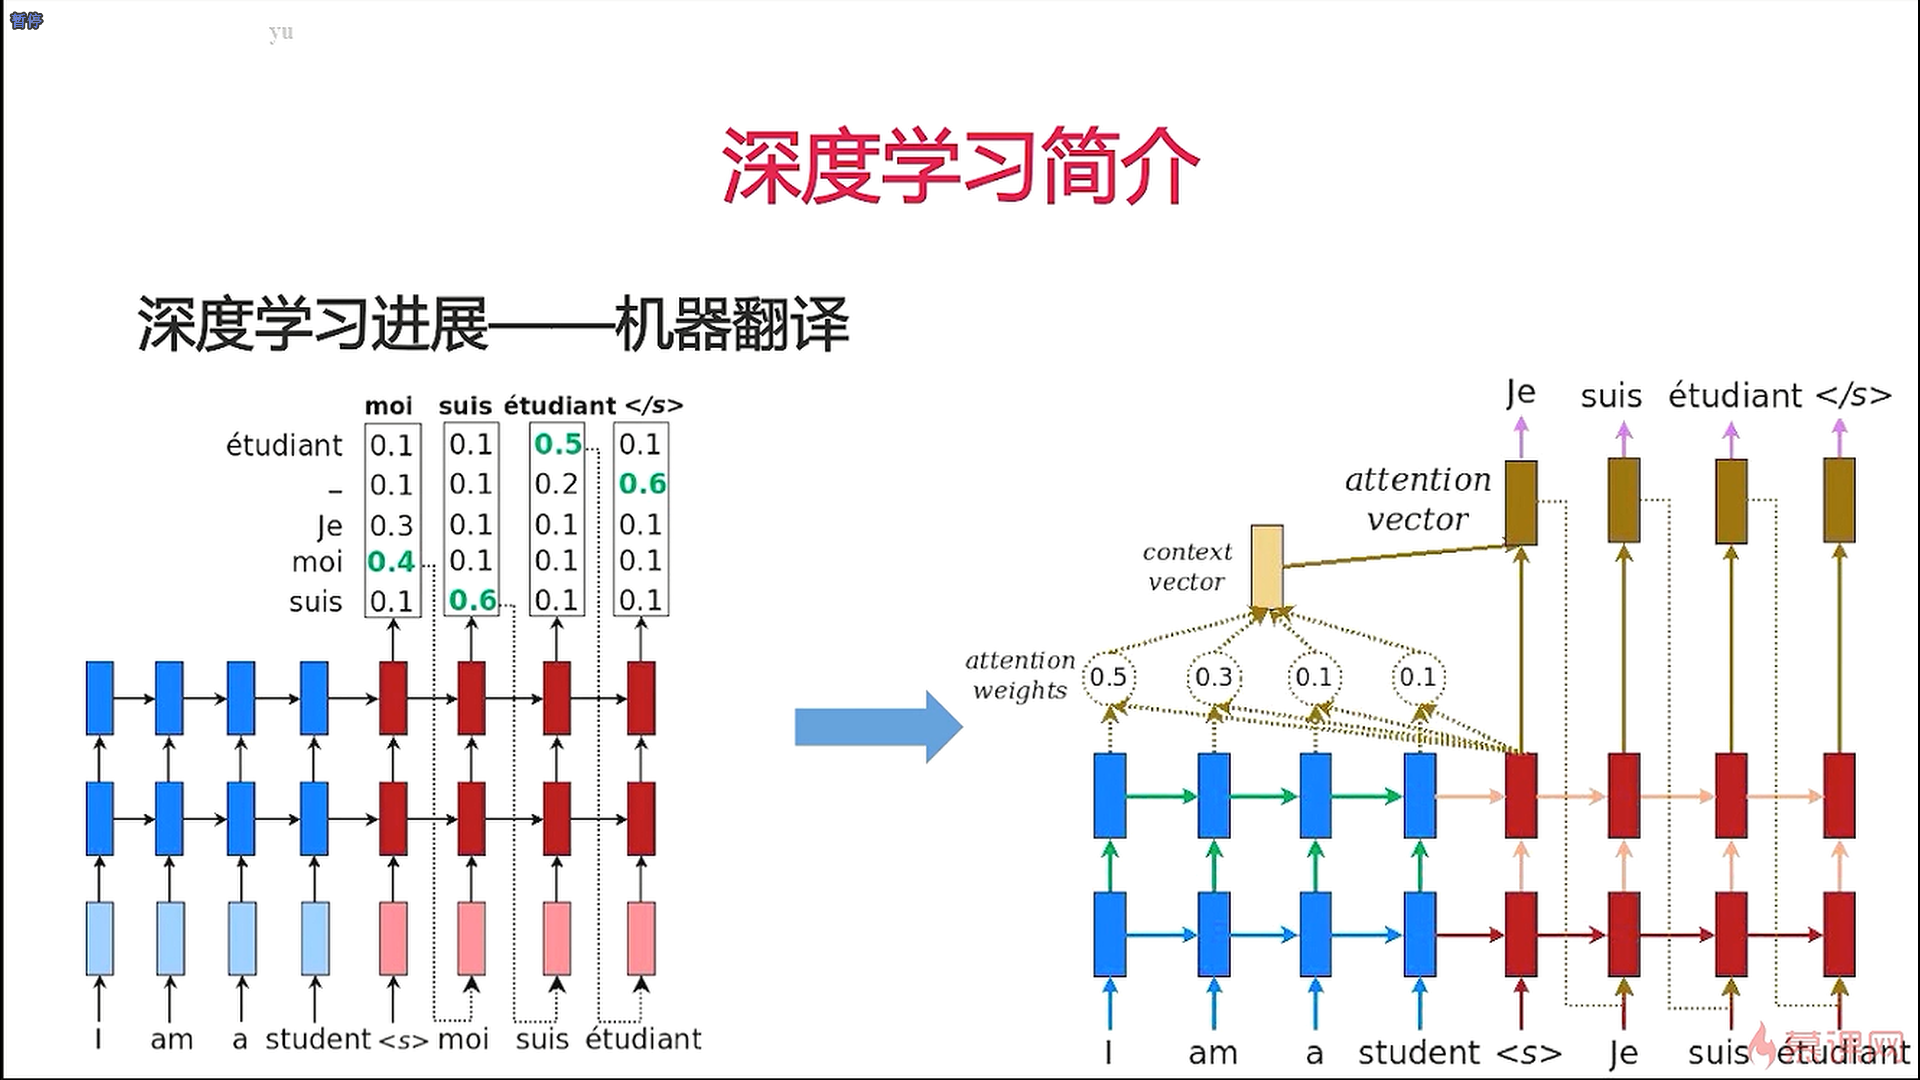 暂停
yu
深度学习简介
深度学习进展——机器翻译
moi suis étudiant </s>
étudiant 0.1 0.1 0.5 0.1
– 0.1 0.1 0.2 0.6
Je 0.3 0.1 0.1 0.1
moi 0.4 0.1 0.1 0.1
suis 0.1 0.6 0.1 0.1
I am a student <s> moi suis étudiant
Je suis étudiant </s>
attention
vector
context
vector
attention
weights
0.5 0.3 0.1 0.1
I am a student <s> Je suis étudiant
慕课网